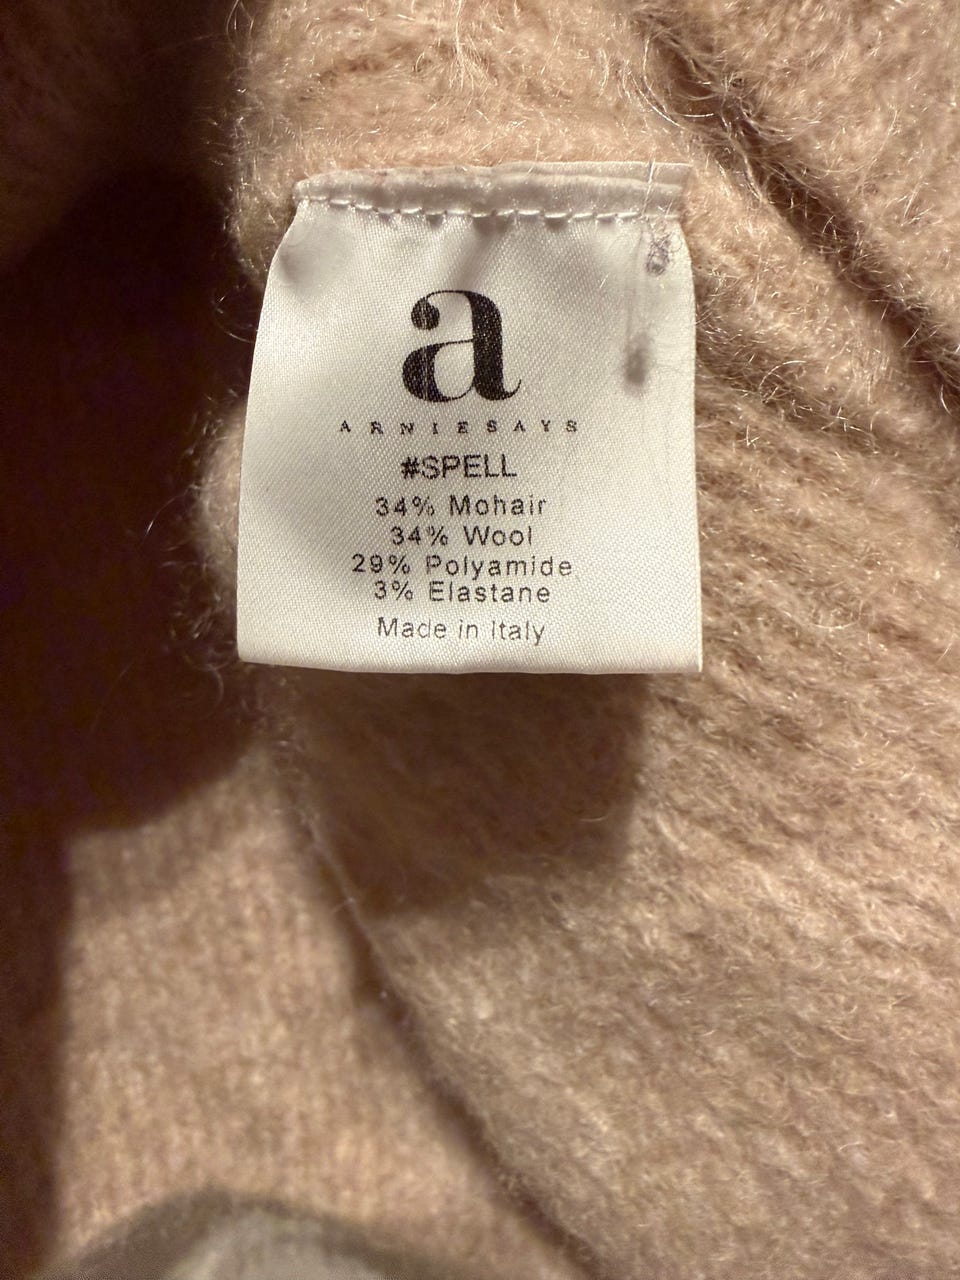 a
ARNIESAYS
#SPELL
34% Mohair
34% Wool
29% Polyamide
3% Elastane
Made in Italy